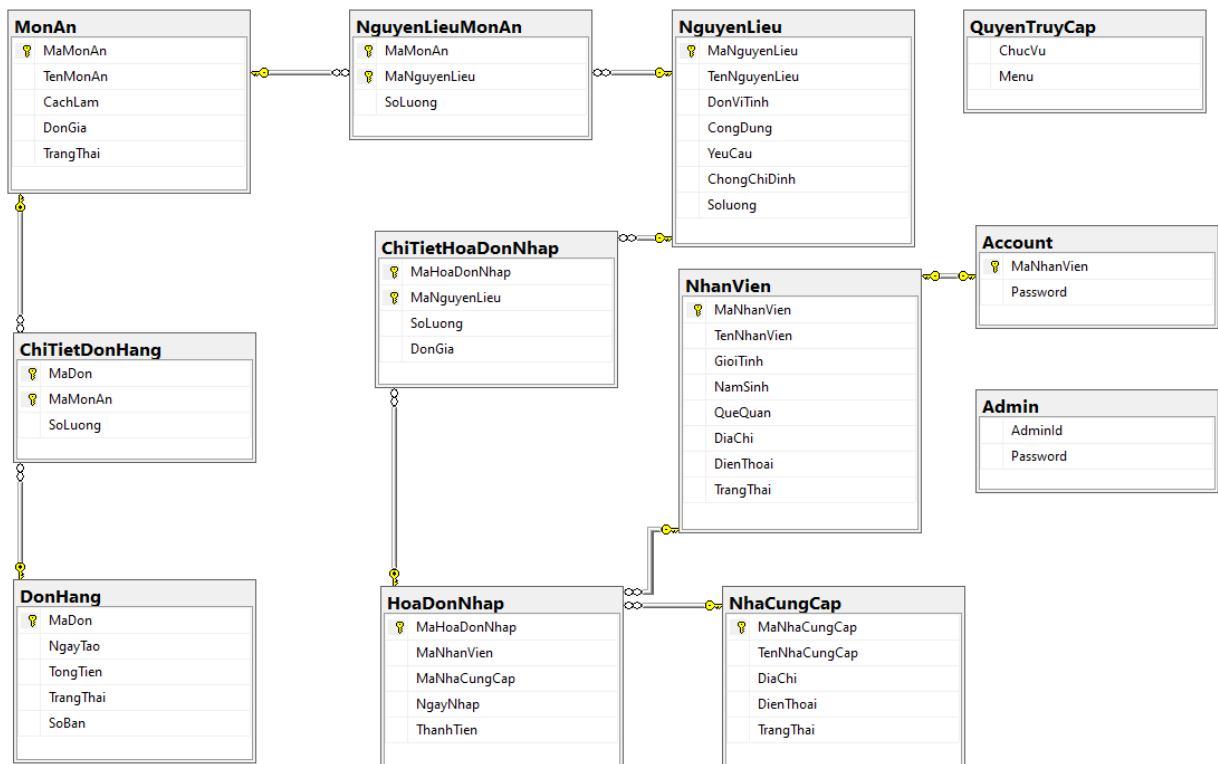 MonAn
MaMonAn
TenMonAn
CachLam
DonGia
TrangThai
NguyenLieuMonAn
MaMonAn
MaNguyenLieu
SoLuong
NguyenLieu
MaNguyenLieu
TenNguyenLieu
DonViTinh
CongDung
YeuCau
ChongChiDinh
Soluong
QuyenTruyCap
ChucVu
Menu
ChiTietHoaDonNhap
MaHoaDonNhap
MaNguyenLieu
SoLuong
DonGia
NhanVien
MaNhanVien
TenNhanVien
GioiTinh
NamSinh
QueQuan
DiaChi
DienThoai
TrangThai
Account
MaNhanVien
Password
ChiTietDonHang
MaDon
MaMonAn
SoLuong
Admin
AdminId
Password
DonHang
MaDon
NgayTao
TongTien
TrangThai
SoBan
HoaDonNhap
MaHoaDonNhap
MaNhanVien
MaNhaCungCap
NgayNhap
ThanhTien
NhaCungCap
MaNhaCungCap
TenNhaCungCap
DiaChi
DienThoai
TrangThai